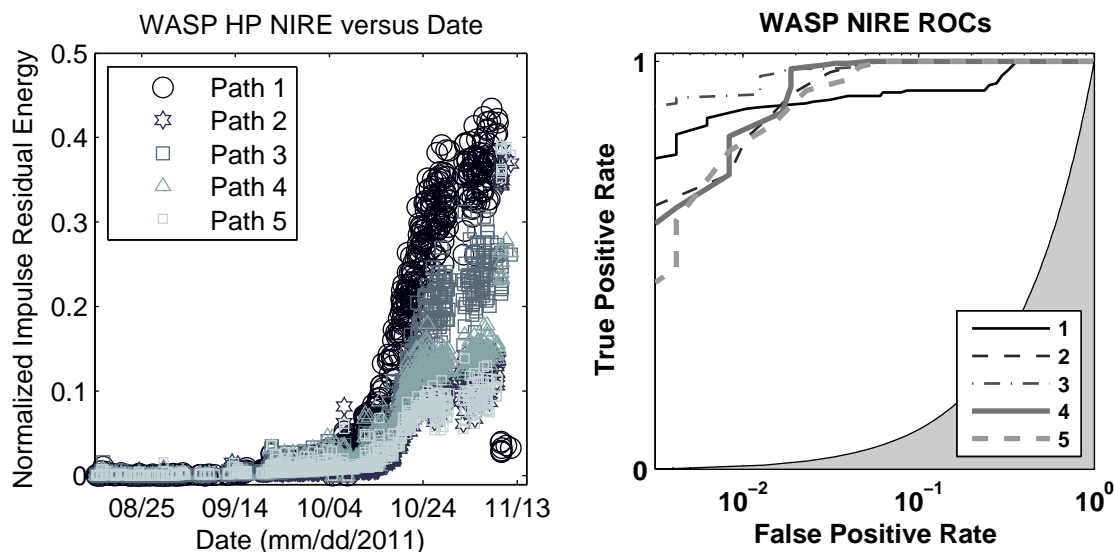 WASP HP NIRE versus Date
Normalized Impulse Residual Energy
0.5
0.4
0.3
0.2
0.1
0
Path 1
Path 2
Path 3
Path 4
Path 5
08/25 09/14 10/04 10/24 11/13
Date (mm/dd/2011)
WASP NIRE ROCs
True Positive Rate
1
0
1
2
3
4
5
10⁻² 10⁻¹ 10⁰
False Positive Rate